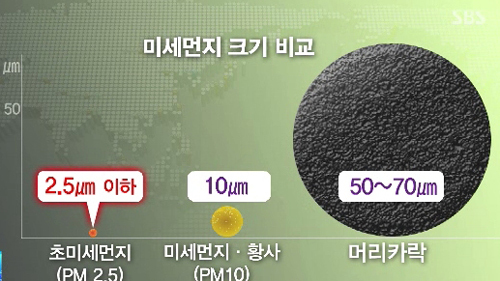 SBS
미세먼지 크기 비교
㎛
50
2.5㎛ 이하
10㎛
50~70㎛
초미세먼지
(PM 2.5)
미세먼지·황사
(PM10)
머리카락